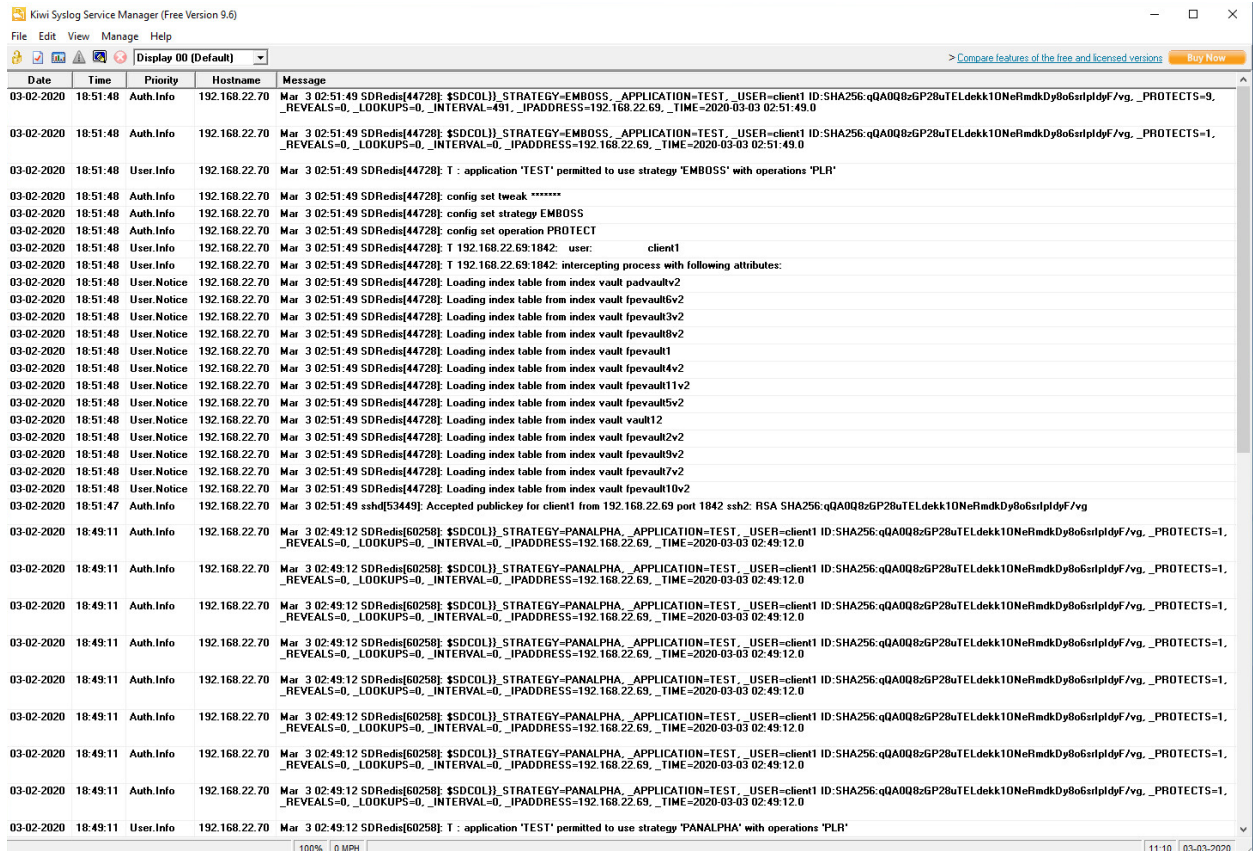 Kiwi Syslog Service Manager (Free Version 9.6)
File Edit View Manage Help
Display 00 (Default) > Compare features of the free and licensed versions Buy Now
Date Time Priority Hostname Message
03-02-2020 18:51:48 Auth.Info 192.168.22.70 Mar 3 02:51:49 SDRedis[44728]: $SDCOL}}_STRATEGY=EMBOSS, _APPLICATION=TEST, _USER=client1 ID:SHA256:qQA0Q8zGP28uTELdekk1ONeRmdkDy8o6srIpIdyF/vg, _PROTECTS=9,
_REVEALS=0, _LOOKUPS=0, _INTERVAL=491, _IPADDRESS=192.168.22.69, _TIME=2020-03-03 02:51:49.0
03-02-2020 18:51:48 Auth.Info 192.168.22.70 Mar 3 02:51:49 SDRedis[44728]: $SDCOL}}_STRATEGY=EMBOSS, _APPLICATION=TEST, _USER=client1 ID:SHA256:qQA0Q8zGP28uTELdekk1ONeRmdkDy8o6srIpIdyF/vg, _PROTECTS=1,
_REVEALS=0, _LOOKUPS=0, _INTERVAL=0, _IPADDRESS=192.168.22.69, _TIME=2020-03-03 02:51:49.0
03-02-2020 18:51:48 User.Info 192.168.22.70 Mar 3 02:51:49 SDRedis[44728]: T : application 'TEST' permitted to use strategy 'EMBOSS' with operations 'PLR'
03-02-2020 18:51:48 Auth.Info 192.168.22.70 Mar 3 02:51:49 SDRedis[44728]: config set tweak *******
03-02-2020 18:51:48 Auth.Info 192.168.22.70 Mar 3 02:51:49 SDRedis[44728]: config set strategy EMBOSS
03-02-2020 18:51:48 Auth.Info 192.168.22.70 Mar 3 02:51:49 SDRedis[44728]: config set operation PROTECT
03-02-2020 18:51:48 User.Info 192.168.22.70 Mar 3 02:51:49 SDRedis[44728]: T 192.168.22.69:1842: user: client1
03-02-2020 18:51:48 User.Info 192.168.22.70 Mar 3 02:51:49 SDRedis[44728]: T 192.168.22.69:1842: intercepting process with following attributes:
03-02-2020 18:51:48 User.Notice 192.168.22.70 Mar 3 02:51:49 SDRedis[44728]: Loading index table from index vault padvaultv2
03-02-2020 18:51:48 User.Notice 192.168.22.70 Mar 3 02:51:49 SDRedis[44728]: Loading index table from index vault fpevault6v2
03-02-2020 18:51:48 User.Notice 192.168.22.70 Mar 3 02:51:49 SDRedis[44728]: Loading index table from index vault fpevault3v2
03-02-2020 18:51:48 User.Notice 192.168.22.70 Mar 3 02:51:49 SDRedis[44728]: Loading index table from index vault fpevault8v2
03-02-2020 18:51:48 User.Notice 192.168.22.70 Mar 3 02:51:49 SDRedis[44728]: Loading index table from index vault fpevault1
03-02-2020 18:51:48 User.Notice 192.168.22.70 Mar 3 02:51:49 SDRedis[44728]: Loading index table from index vault fpevault4v2
03-02-2020 18:51:48 User.Notice 192.168.22.70 Mar 3 02:51:49 SDRedis[44728]: Loading index table from index vault fpevault11v2
03-02-2020 18:51:48 User.Notice 192.168.22.70 Mar 3 02:51:49 SDRedis[44728]: Loading index table from index vault fpevault5v2
03-02-2020 18:51:48 User.Notice 192.168.22.70 Mar 3 02:51:49 SDRedis[44728]: Loading index table from index vault vault12
03-02-2020 18:51:48 User.Notice 192.168.22.70 Mar 3 02:51:49 SDRedis[44728]: Loading index table from index vault fpevault2v2
03-02-2020 18:51:48 User.Notice 192.168.22.70 Mar 3 02:51:49 SDRedis[44728]: Loading index table from index vault fpevault9v2
03-02-2020 18:51:48 User.Notice 192.168.22.70 Mar 3 02:51:49 SDRedis[44728]: Loading index table from index vault fpevault7v2
03-02-2020 18:51:48 User.Notice 192.168.22.70 Mar 3 02:51:49 SDRedis[44728]: Loading index table from index vault fpevault10v2
03-02-2020 18:51:47 Auth.Info 192.168.22.70 Mar 3 02:51:49 sshd[53449]: Accepted publickey for client1 from 192.168.22.69 port 1842 ssh2: RSA SHA256:qQA0Q8zGP28uTELdekk1ONeRmdkDy8o6srIpIdyF/vg
03-02-2020 18:49:11 Auth.Info 192.168.22.70 Mar 3 02:49:12 SDRedis[60258]: $SDCOL}}_STRATEGY=PANALPHA, _APPLICATION=TEST, _USER=client1 ID:SHA256:qQA0Q8zGP28uTELdekk1ONeRmdkDy8o6srIpIdyF/vg, _PROTECTS=1,
_REVEALS=0, _LOOKUPS=0, _INTERVAL=0, _IPADDRESS=192.168.22.69, _TIME=2020-03-03 02:49:12.0
03-02-2020 18:49:11 Auth.Info 192.168.22.70 Mar 3 02:49:12 SDRedis[60258]: $SDCOL}}_STRATEGY=PANALPHA, _APPLICATION=TEST, _USER=client1 ID:SHA256:qQA0Q8zGP28uTELdekk1ONeRmdkDy8o6srIpIdyF/vg, _PROTECTS=1,
_REVEALS=0, _LOOKUPS=0, _INTERVAL=0, _IPADDRESS=192.168.22.69, _TIME=2020-03-03 02:49:12.0
03-02-2020 18:49:11 Auth.Info 192.168.22.70 Mar 3 02:49:12 SDRedis[60258]: $SDCOL}}_STRATEGY=PANALPHA, _APPLICATION=TEST, _USER=client1 ID:SHA256:qQA0Q8zGP28uTELdekk1ONeRmdkDy8o6srIpIdyF/vg, _PROTECTS=1,
_REVEALS=0, _LOOKUPS=0, _INTERVAL=0, _IPADDRESS=192.168.22.69, _TIME=2020-03-03 02:49:12.0
03-02-2020 18:49:11 Auth.Info 192.168.22.70 Mar 3 02:49:12 SDRedis[60258]: $SDCOL}}_STRATEGY=PANALPHA, _APPLICATION=TEST, _USER=client1 ID:SHA256:qQA0Q8zGP28uTELdekk1ONeRmdkDy8o6srIpIdyF/vg, _PROTECTS=1,
_REVEALS=0, _LOOKUPS=0, _INTERVAL=0, _IPADDRESS=192.168.22.69, _TIME=2020-03-03 02:49:12.0
03-02-2020 18:49:11 Auth.Info 192.168.22.70 Mar 3 02:49:12 SDRedis[60258]: $SDCOL}}_STRATEGY=PANALPHA, _APPLICATION=TEST, _USER=client1 ID:SHA256:qQA0Q8zGP28uTELdekk1ONeRmdkDy8o6srIpIdyF/vg, _PROTECTS=1,
_REVEALS=0, _LOOKUPS=0, _INTERVAL=0, _IPADDRESS=192.168.22.69, _TIME=2020-03-03 02:49:12.0
03-02-2020 18:49:11 Auth.Info 192.168.22.70 Mar 3 02:49:12 SDRedis[60258]: $SDCOL}}_STRATEGY=PANALPHA, _APPLICATION=TEST, _USER=client1 ID:SHA256:qQA0Q8zGP28uTELdekk1ONeRmdkDy8o6srIpIdyF/vg, _PROTECTS=1,
_REVEALS=0, _LOOKUPS=0, _INTERVAL=0, _IPADDRESS=192.168.22.69, _TIME=2020-03-03 02:49:12.0
03-02-2020 18:49:11 Auth.Info 192.168.22.70 Mar 3 02:49:12 SDRedis[60258]: $SDCOL}}_STRATEGY=PANALPHA, _APPLICATION=TEST, _USER=client1 ID:SHA256:qQA0Q8zGP28uTELdekk1ONeRmdkDy8o6srIpIdyF/vg, _PROTECTS=1,
_REVEALS=0, _LOOKUPS=0, _INTERVAL=0, _IPADDRESS=192.168.22.69, _TIME=2020-03-03 02:49:12.0
03-02-2020 18:49:11 Auth.Info 192.168.22.70 Mar 3 02:49:12 SDRedis[60258]: $SDCOL}}_STRATEGY=PANALPHA, _APPLICATION=TEST, _USER=client1 ID:SHA256:qQA0Q8zGP28uTELdekk1ONeRmdkDy8o6srIpIdyF/vg, _PROTECTS=1,
_REVEALS=0, _LOOKUPS=0, _INTERVAL=0, _IPADDRESS=192.168.22.69, _TIME=2020-03-03 02:49:12.0
03-02-2020 18:49:11 User.Info 192.168.22.70 Mar 3 02:49:12 SDRedis[60258]: T : application 'TEST' permitted to use strategy 'PANALPHA' with operations 'PLR'
100% 0 MPH 11:10 03-03-2020